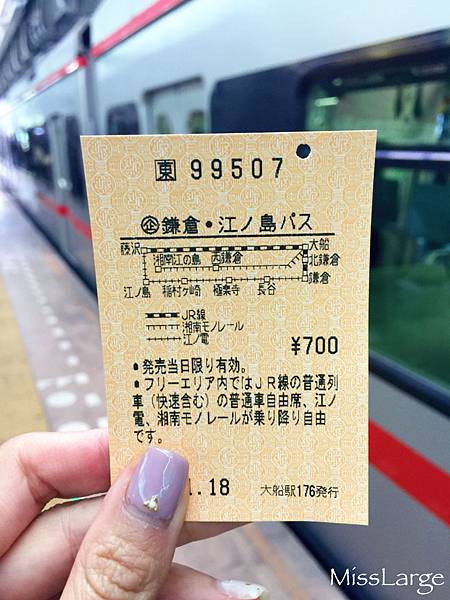 東 99507
企 鎌倉・江ノ島パス
藤沢 大船
湘南江の島 西鎌倉 北鎌倉
鎌倉
江ノ島 稲村ヶ崎 極楽寺 長谷
JR線
湘南モノレール
江ノ電
¥700
・発売当日限り有効。
・フリーエリア内ではＪＲ線の普通列
車（快速含む）の普通車自由席、江ノ
電、湘南モノレールが乗り降り自由
です。
.18 大船駅176発行
MissLarge